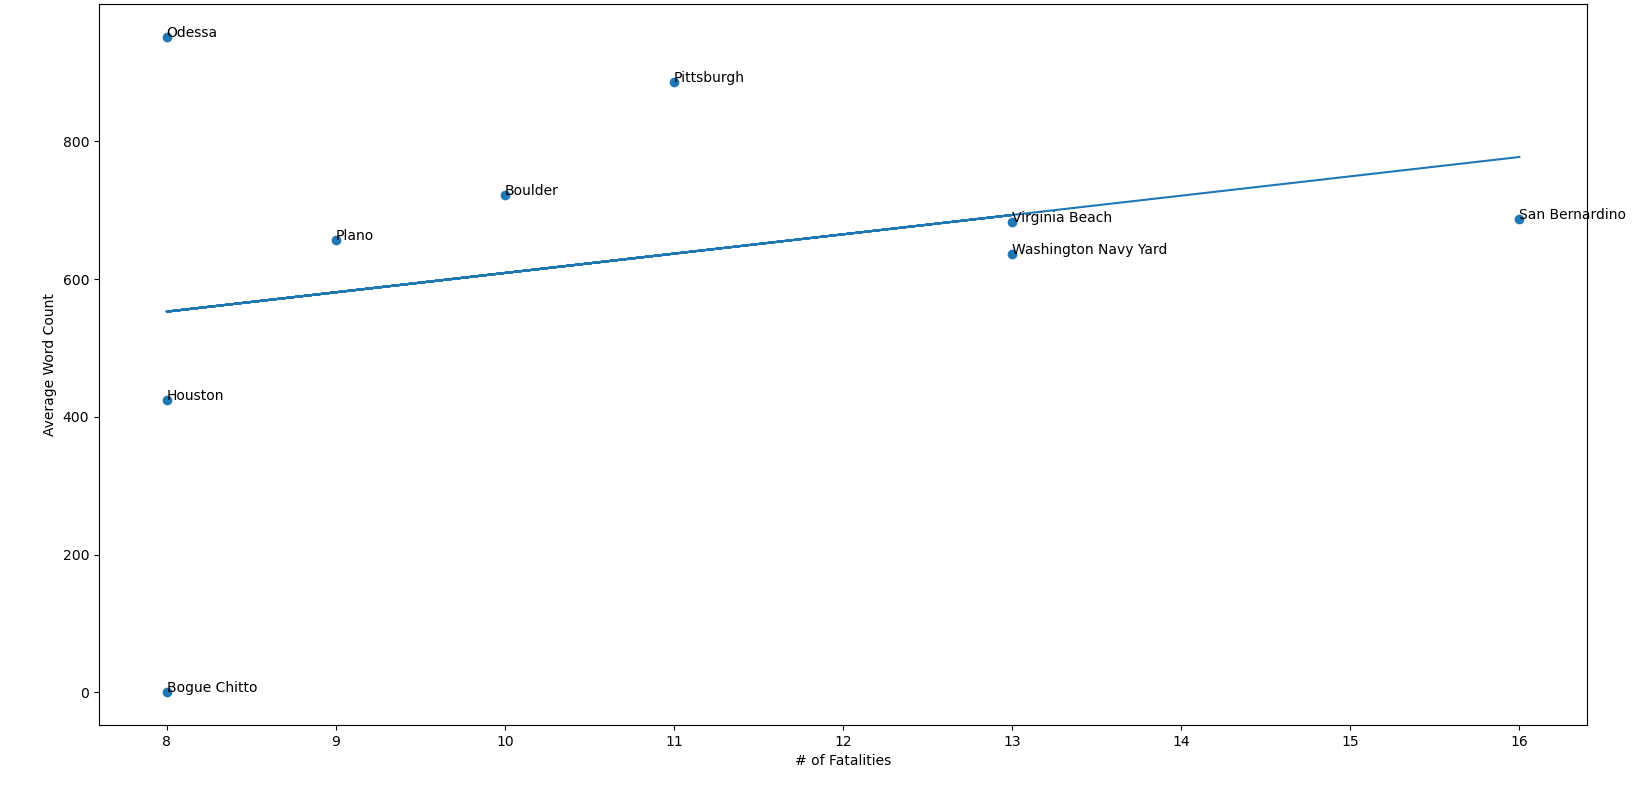 Odessa
Pittsburgh
800
Boulder
San Bernardino
Virginia Beach
Plano
Washington Navy Yard
600
Average Word Count
Houston
400
200
Bogue Chitto
0
8 9 10 11 12 13 14 15 16
# of Fatalities